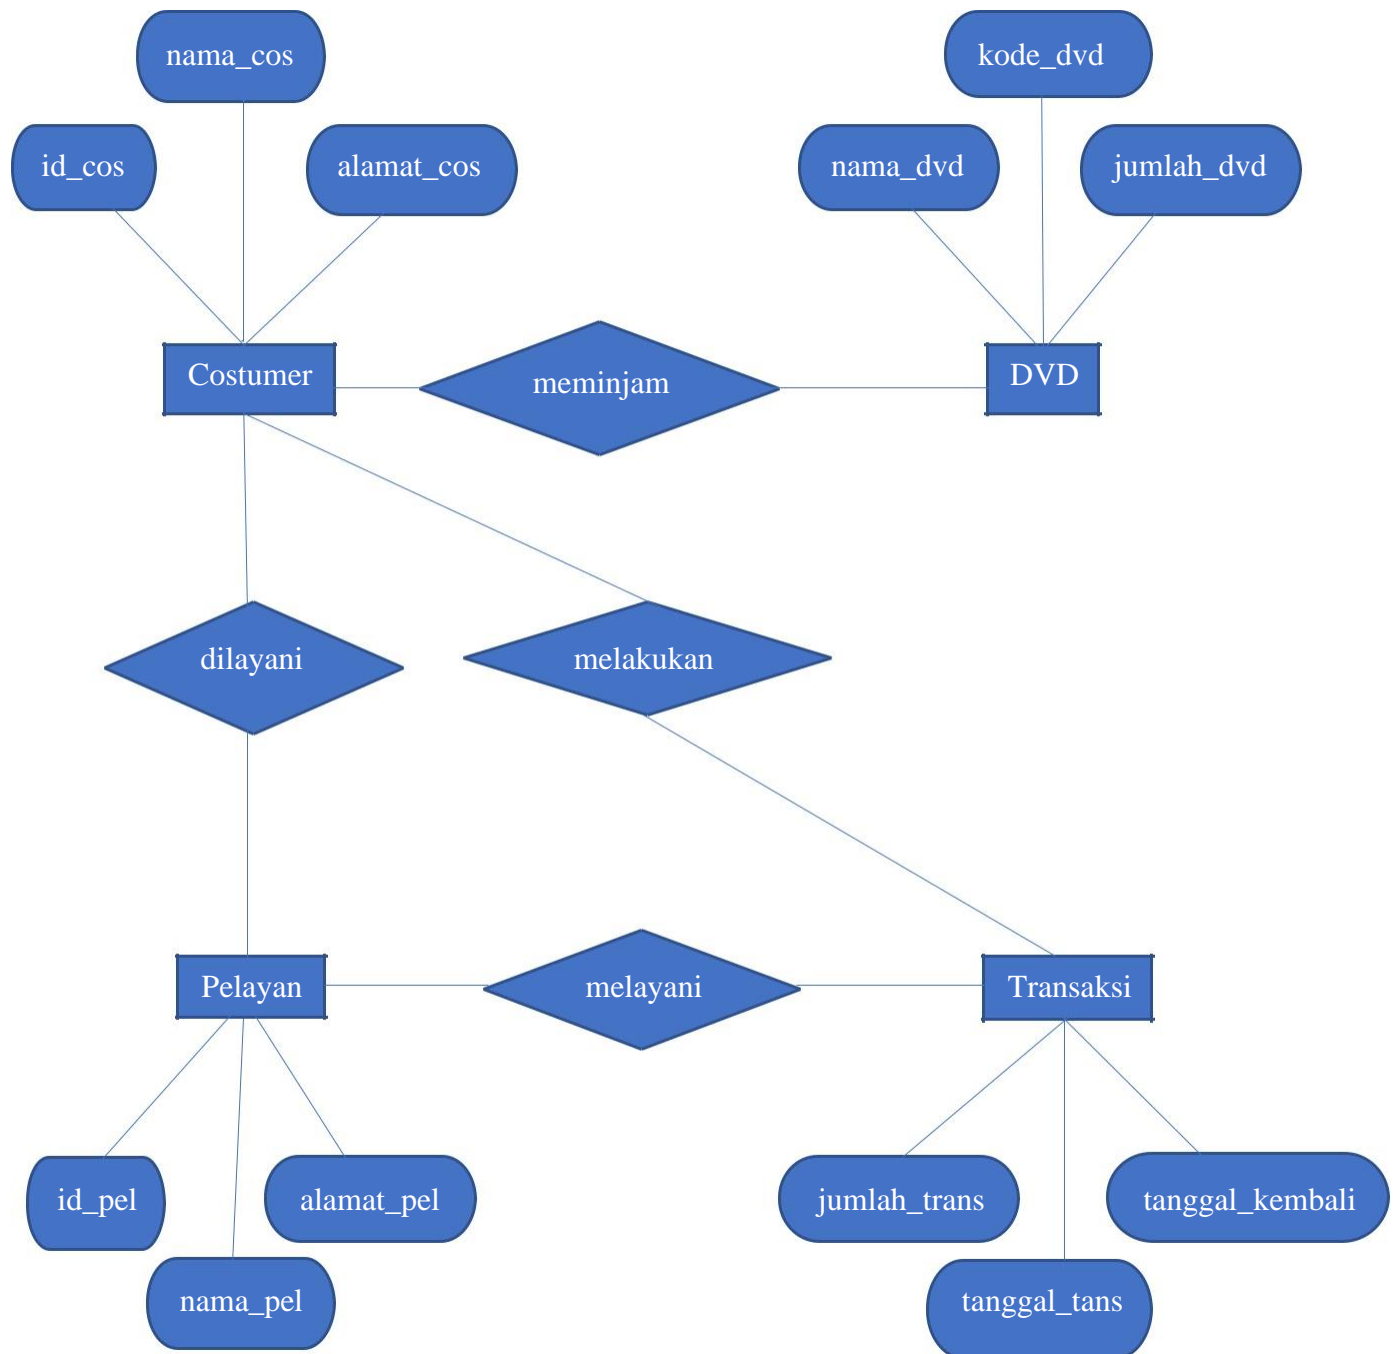 nama_cos
kode_dvd
id_cos
alamat_cos
nama_dvd
jumlah_dvd
Costumer
meminjam
DVD
dilayani
melakukan
Pelayan
melayani
Transaksi
id_pel
alamat_pel
jumlah_trans
tanggal_kembali
nama_pel
tanggal_tans